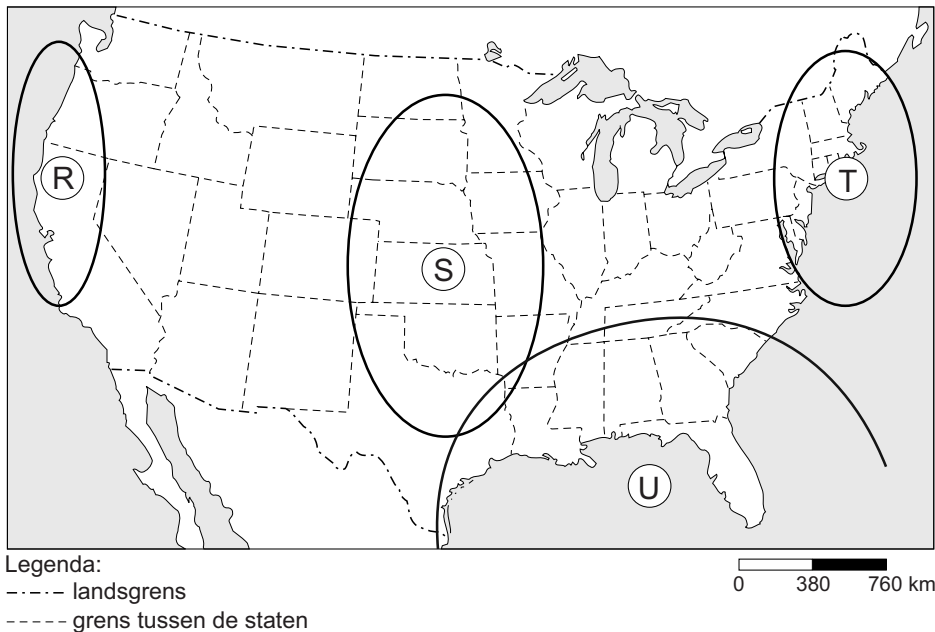 R
S
T
U
Legenda:
landsgrens
grens tussen de staten
0 380 760 km